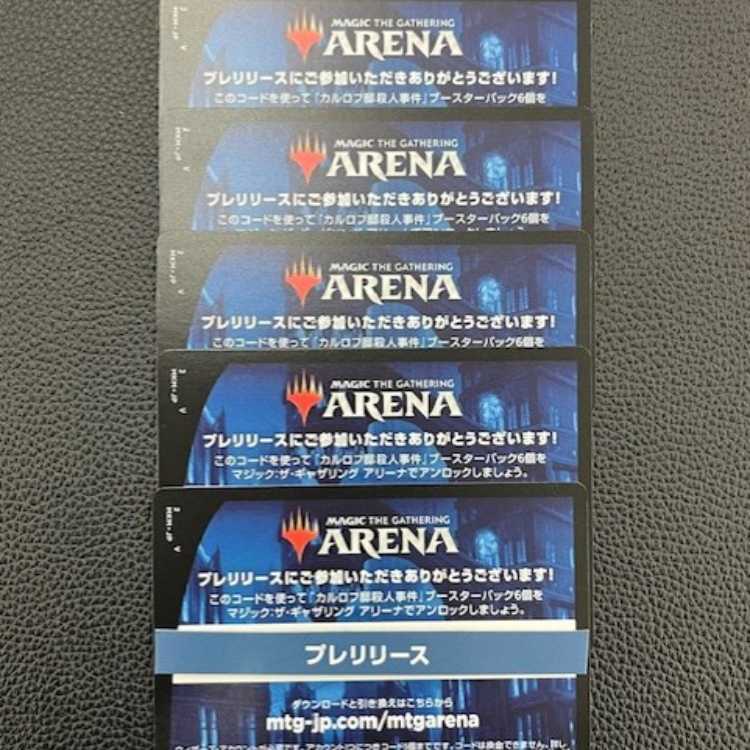 MAGIC THE GATHERING
ARENA
プレリリースにご参加いただきありがとうございます!
このコードを使って「カルロフ邸殺人事件」ブースターパック6個を
MAGIC THE GATHERING
ARENA
プレリリースにご参加いただきありがとうございます!
このコードを使って「カルロフ邸殺人事件」ブースターパック6個を
MAGIC THE GATHERING
ARENA
プレリリースにご参加いただきありがとうございます!
このコードを使って「カルロフ邸殺人事件」ブースターパック6個を
MAGIC THE GATHERING
ARENA
プレリリースにご参加いただきありがとうございます!
このコードを使って「カルロフ邸殺人事件」ブースターパック6個を
マジック:ザ・ギャザリング アリーナでアンロックしましょう。
MAGIC THE GATHERING
ARENA
プレリリースにご参加いただきありがとうございます!
このコードを使って「カルロフ邸殺人事件」ブースターパック6個を
マジック:ザ・ギャザリング アリーナでアンロックしましょう。
プレリリース
ダウンロードと引き換えはこちらから
mtg-jp.com/mtgarena